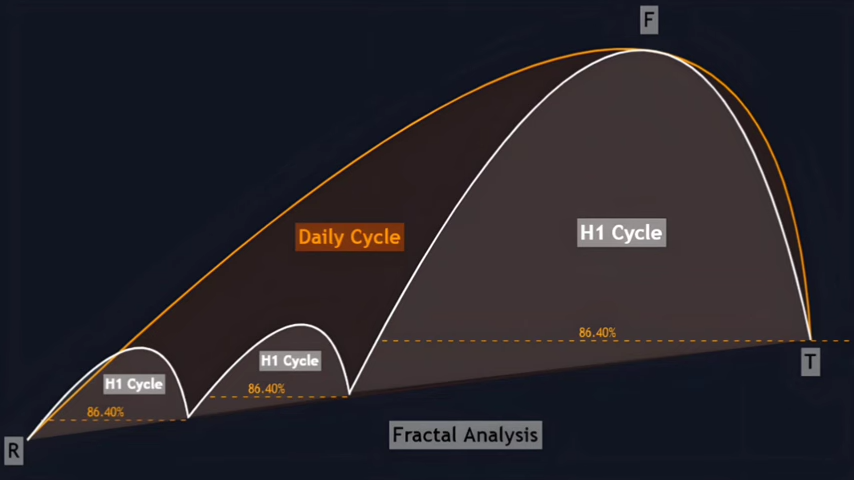 F
Daily Cycle
H1 Cycle
86.40%
H1 Cycle
H1 Cycle
86.40%
86.40%
T
Fractal Analysis
R